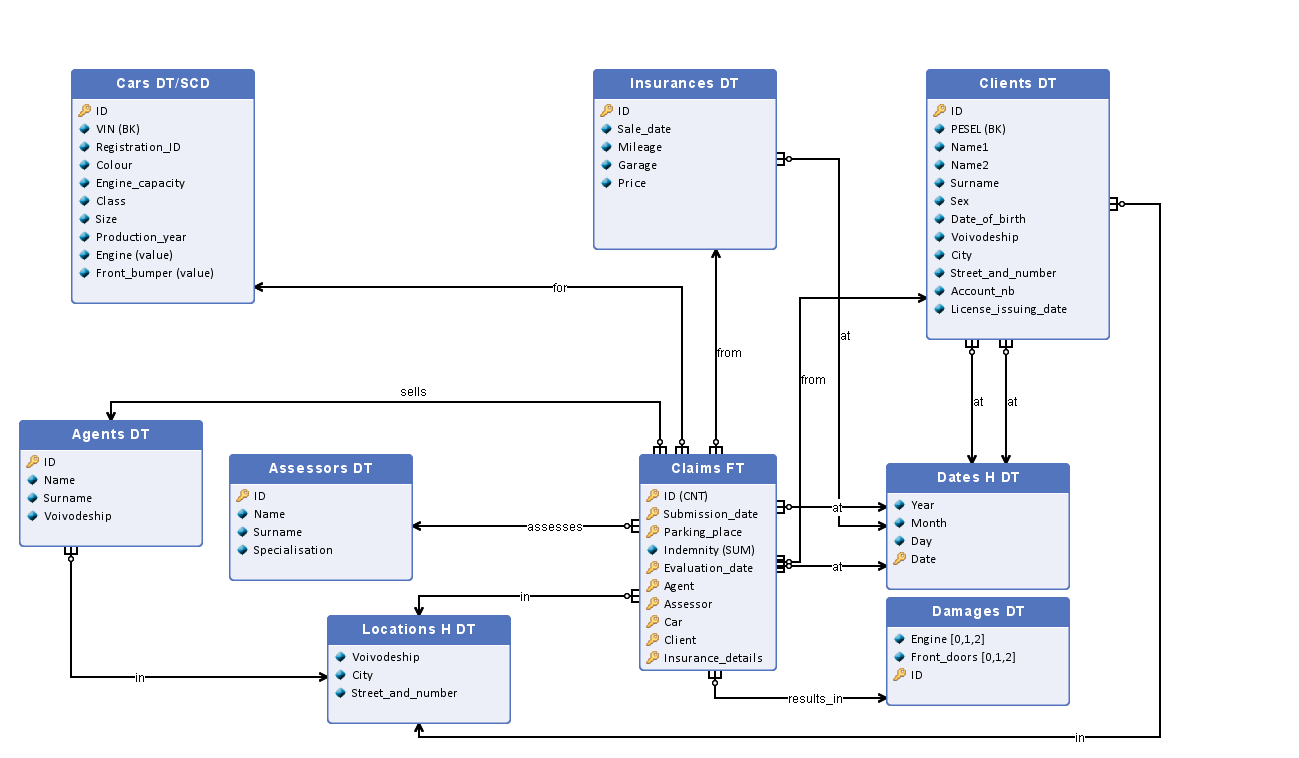 Cars DT/SCD
ID
VIN (BK)
Registration_ID
Colour
Engine_capacity
Class
Size
Production_year
Engine (value)
Front_bumper (value)
Insurances DT
ID
Sale_date
Mileage
Garage
Price
Clients DT
ID
PESEL (BK)
Name1
Name2
Surname
Sex
Date_of_birth
Voivodeship
City
Street_and_number
Account_nb
License_issuing_date
for
at
from
from
sells
at
at
Agents DT
ID
Name
Surname
Voivodeship
Assessors DT
ID
Name
Surname
Specialisation
assesses
Claims FT
ID (CNT)
Submission_date
Parking_place
Indemnity (SUM)
Evaluation_date
Agent
Assessor
Car
Client
Insurance_details
at
at
Dates H DT
Year
Month
Day
Date
in
Locations H DT
Voivodeship
City
Street_and_number
in
Damages DT
Engine [0,1,2]
Front_doors [0,1,2]
ID
results_in
in